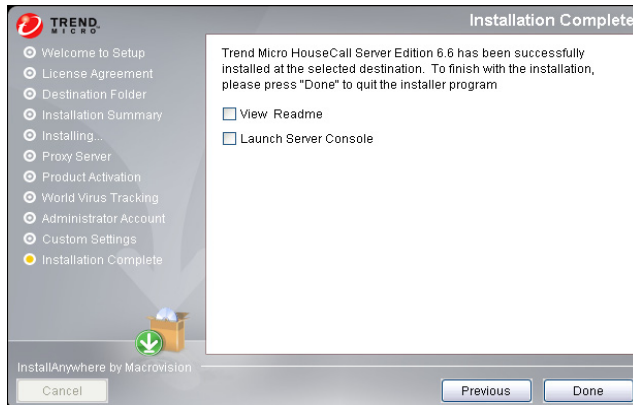 TREND
MICRO
Installation Complete
Welcome to Setup
License Agreement
Destination Folder
Installation Summary
Installing...
Proxy Server
Product Activation
World Virus Tracking
Administrator Account
Custom Settings
Installation Complete
Trend Micro HouseCall Server Edition 6.6 has been successfully
installed at the selected destination. To finish with the installation,
please press "Done" to quit the installer program
View Readme
Launch Server Console
InstallAnywhere by Macrovision
Cancel
Previous
Done